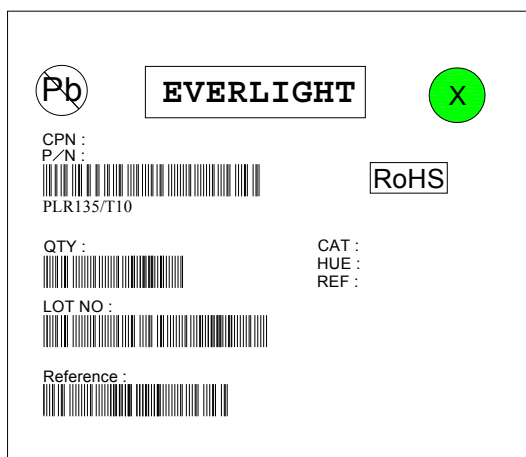 Pb
EVERLIGHT
X
CPN :
P/N :
RoHS
PLR135/T10
QTY :
CAT :
HUE :
REF :
LOT NO :
Reference :